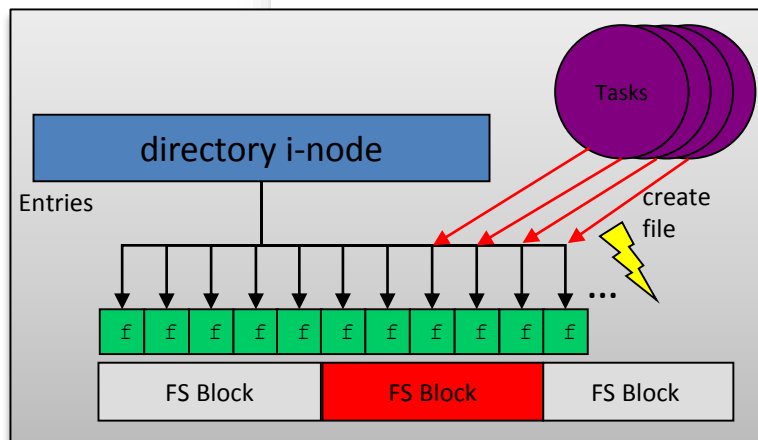 Tasks
directory i-node
Entries
create
file
...
f f f f f f f f f f f
FS Block FS Block FS Block